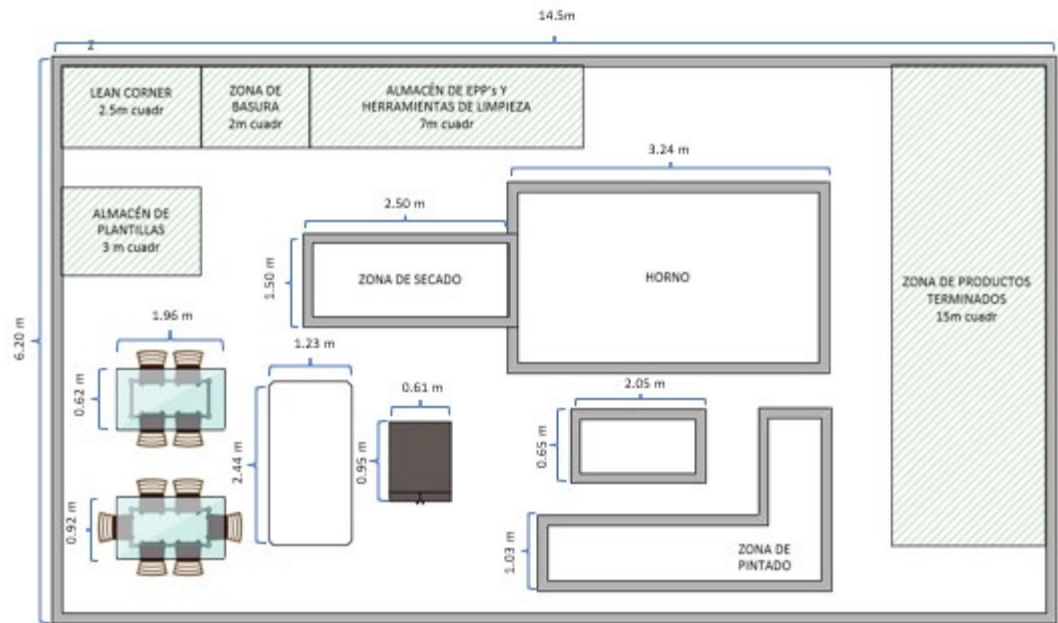 14.5m
Z
LEAN CORNER
2.5m cuadr
ZONA DE
BASURA
2m cuadr
ALMACÉN DE EPP's Y
HERRAMIENTAS DE LIMPIEZA
7m cuadr
3.24 m
ALMACÉN DE
PLANTILLAS
3 m cuadr
2.50 m
1.50 m
ZONA DE SECADO
HORNO
ZONA DE PRODUCTOS
TERMINADOS
15m cuadr
6.20 m
1.96 m
1.23 m
0.62 m
0.61 m
2.05 m
2.44 m
0.95 m
0.65 m
0.92 m
1.03 m
ZONA DE
PINTADO